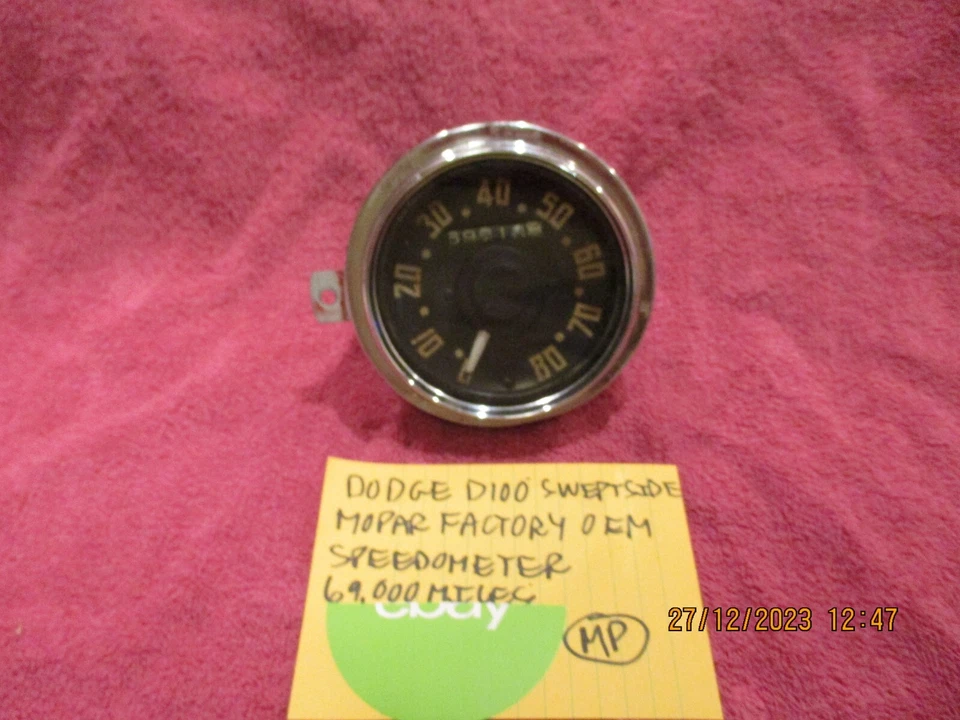 40
30
50
20
60
10
70
80
DODGE D100 SWEPTSIDE
MOPAR FACTORY OEM
SPEEDOMETER
69,000 MILES
ebay
MP
27/12/2023 12:47